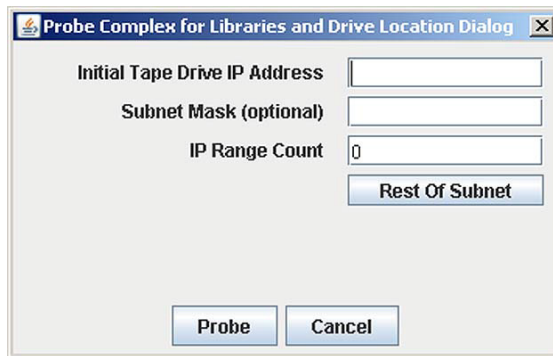 Probe Complex for Libraries and Drive Location Dialog
Initial Tape Drive IP Address
Subnet Mask (optional)
IP Range Count 0
Rest Of Subnet
Probe Cancel